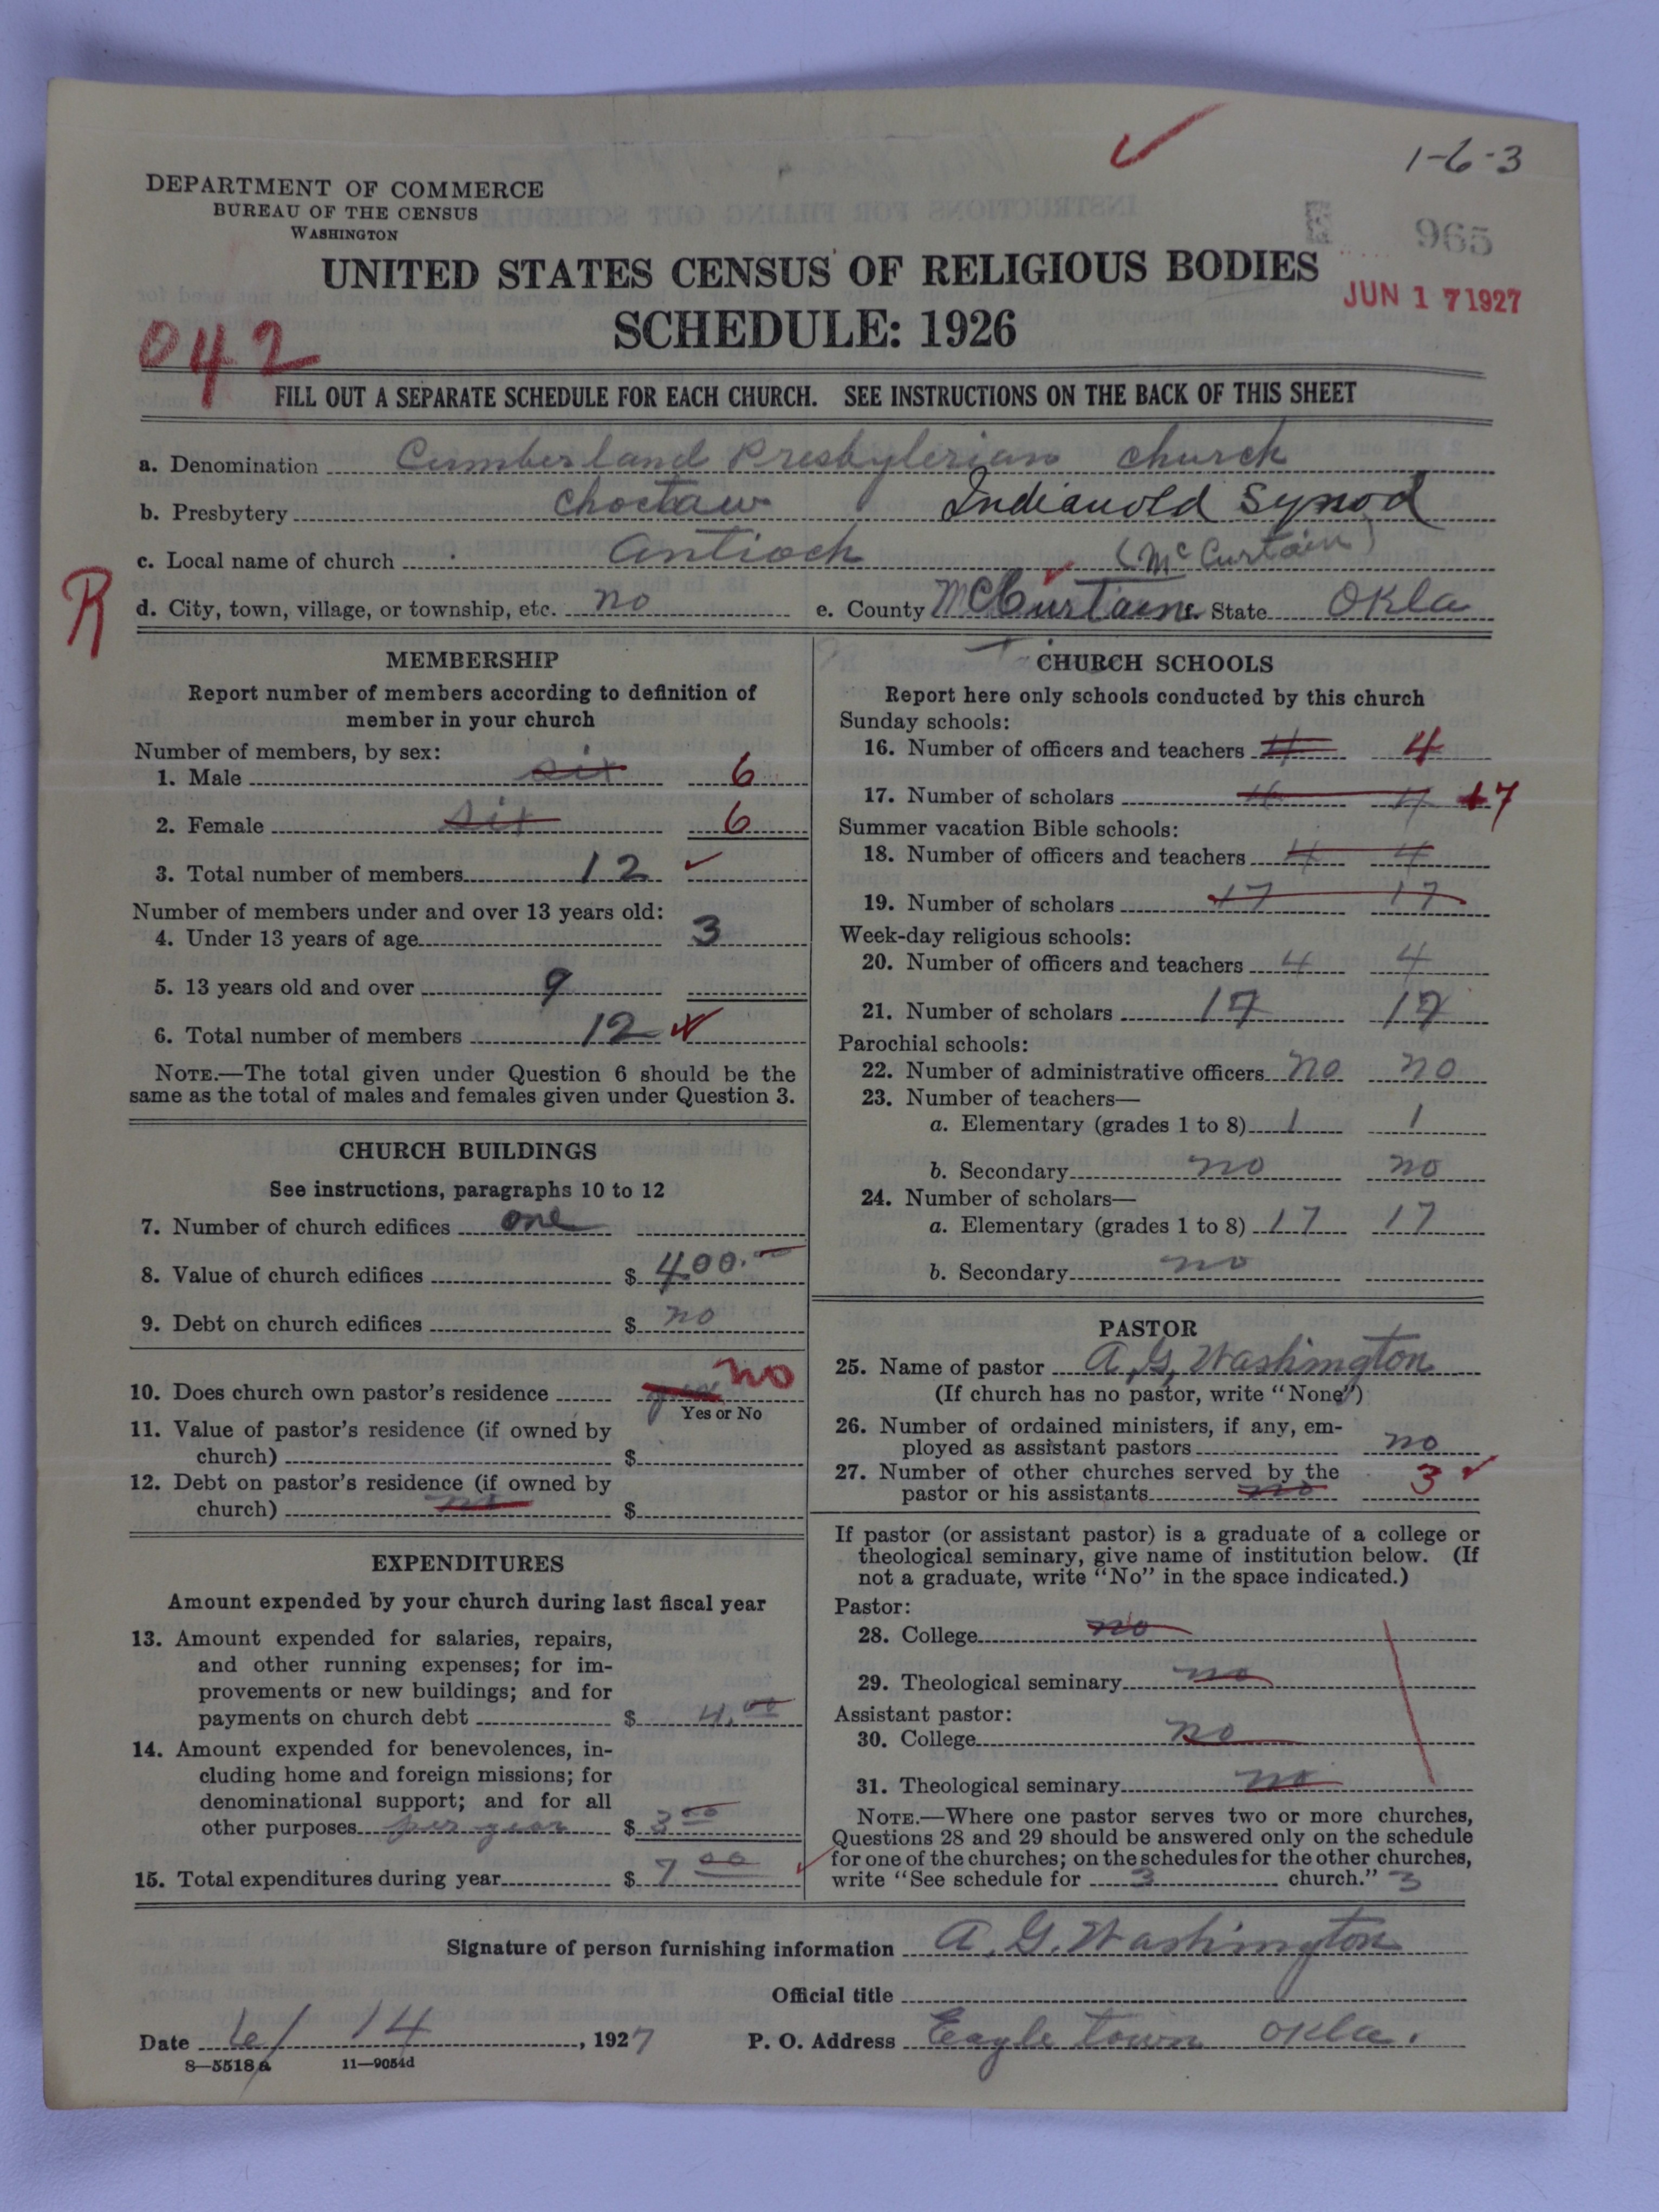 1-6-3
DEPARTMENT OF COMMERCE
BUREAU OF THE CENSUS
WASHINGTON
965
UNITED STATES CENSUS OF RELIGIOUS BODIES
JUN 17 1927
SCHEDULE: 1926
042
FILL OUT A SEPARATE SCHEDULE FOR EACH CHURCH. SEE INSTRUCTIONS ON THE BACK OF THIS SHEET
a. Denomination Cumberland Presbyterian church
b. Presbytery Choctaw Indianold Synod
c. Local name of church Antioch (McCurtain)
R
d. City, town, village, or township, etc. no e. County McCurtain State Okla
MEMBERSHIP
Report number of members according to definition of
member in your church
Number of members, by sex:
1. Male six 6
2. Female six 6
3. Total number of members 12
Number of members under and over 13 years old:
4. Under 13 years of age 3
5. 13 years old and over 9
6. Total number of members 12
NOTE.—The total given under Question 6 should be the
same as the total of males and females given under Question 3.
CHURCH BUILDINGS
See instructions, paragraphs 10 to 12
7. Number of church edifices one
8. Value of church edifices $ 400.00
9. Debt on church edifices $ no
10. Does church own pastor's residence no
Yes or No
11. Value of pastor's residence (if owned by
church) $
12. Debt on pastor's residence (if owned by
church) no $
EXPENDITURES
Amount expended by your church during last fiscal year
13. Amount expended for salaries, repairs,
and other running expenses; for im-
provements or new buildings; and for
payments on church debt $ 4.00
14. Amount expended for benevolences, in-
cluding home and foreign missions; for
denominational support; and for all
other purposes per year $ 3 00
15. Total expenditures during year $ 7 00
CHURCH SCHOOLS
Report here only schools conducted by this church
Sunday schools:
16. Number of officers and teachers 4 4
17. Number of scholars 4 4 17
Summer vacation Bible schools:
18. Number of officers and teachers 4 4
19. Number of scholars 17 17
Week-day religious schools:
20. Number of officers and teachers 4 4
21. Number of scholars 17 17
Parochial schools:
22. Number of administrative officers no no
23. Number of teachers—
a. Elementary (grades 1 to 8) 1 1
b. Secondary no no
24. Number of scholars—
a. Elementary (grades 1 to 8) 17 17
b. Secondary no
PASTOR
25. Name of pastor A. G. Washington
(If church has no pastor, write "None")
26. Number of ordained ministers, if any, em-
ployed as assistant pastors no
27. Number of other churches served by the
pastor or his assistants no 3
If pastor (or assistant pastor) is a graduate of a college or
theological seminary, give name of institution below. (If
not a graduate, write "No" in the space indicated.)
Pastor:
28. College no
29. Theological seminary no
Assistant pastor:
30. College no
31. Theological seminary no
NOTE.—Where one pastor serves two or more churches,
Questions 28 and 29 should be answered only on the schedule
for one of the churches; on the schedules for the other churches,
write "See schedule for 3 church." 3
Signature of person furnishing information A. G. Washington
Official title
Date 6/14, 1927 P. O. Address Eagletown Okla.
8—5518a 11—9054d